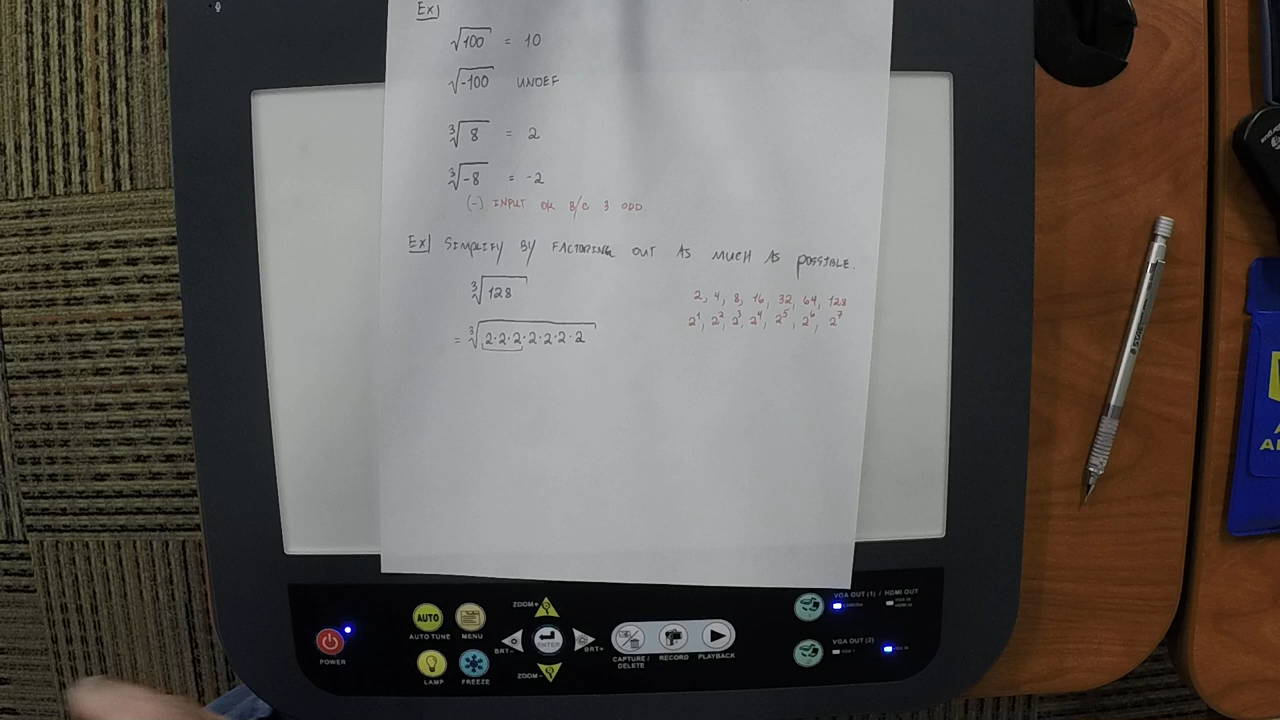 Ex)
√100 = 10
√-100 UNDEF
∛8 = 2
∛-8 = -2
(-) INPUT OK B/C 3 ODD.
Ex) SIMPLIFY BY FACTORING OUT AS MUCH AS POSSIBLE.
∛128
2, 4, 8, 16, 32, 64, 128
2¹, 2², 2³, 2⁴, 2⁵, 2⁶, 2⁷
= ∛2·2·2·2·2·2·2
POWER
AUTO
AUTO TUNE
MENU
LAMP
FREEZE
ZOOM+
BRT-
ENTER
BRT+
ZOOM-
CAPTURE / DELETE
RECORD
PLAYBACK
VGA OUT (1) / HDMI OUT
CAMERA
VGA OUT (2)